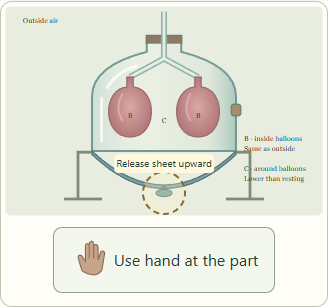 Outside air
B
C
B
B - inside balloons
Same as outside
C - around balloons
Lower than resting
Release sheet upward
Use hand at the part